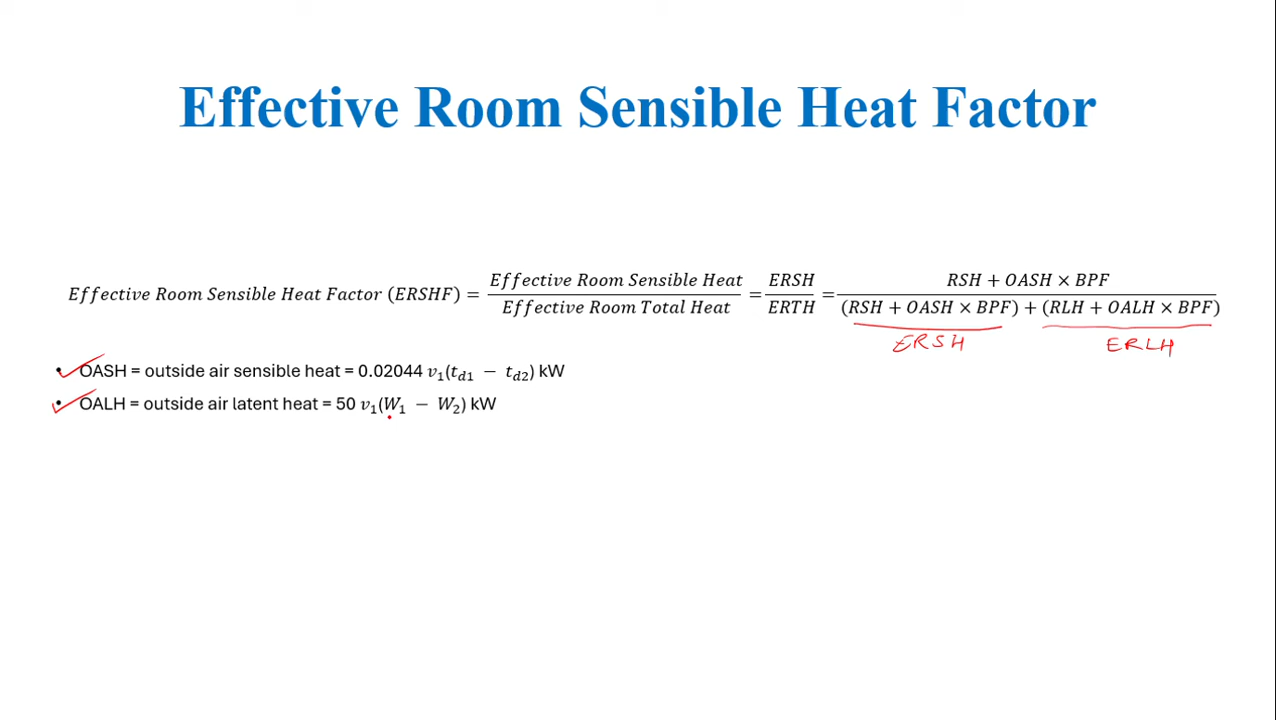 Effective Room Sensible Heat Factor
Effective Room Sensible Heat Factor (ERSHF) = Effective Room Sensible Heat / Effective Room Total Heat = ERSH / ERTH = RSH + OASH × BPF / (RSH + OASH × BPF) + (RLH + OALH × BPF)
ERSH ERLH
• OASH = outside air sensible heat = 0.02044 v₁(t_d1 − t_d2) kW
• OALH = outside air latent heat = 50 v₁(W₁ − W₂) kW